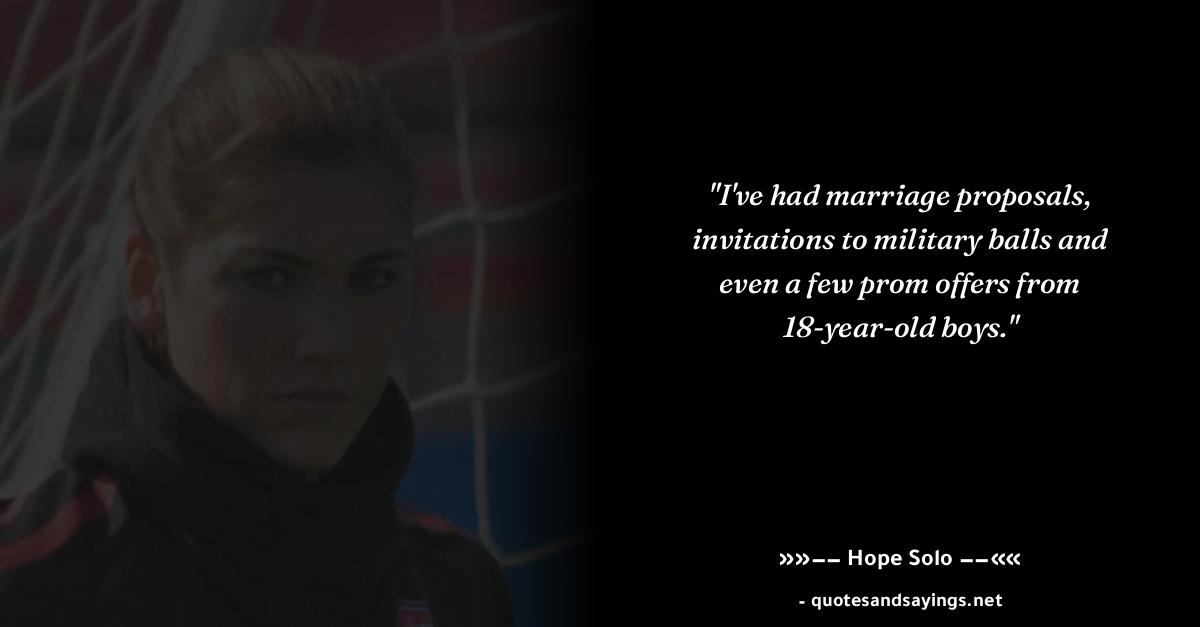 "I've had marriage proposals,
invitations to military balls and
even a few prom offers from
18-year-old boys."
»»−− Hope Solo −−««
- quotesandsayings.net